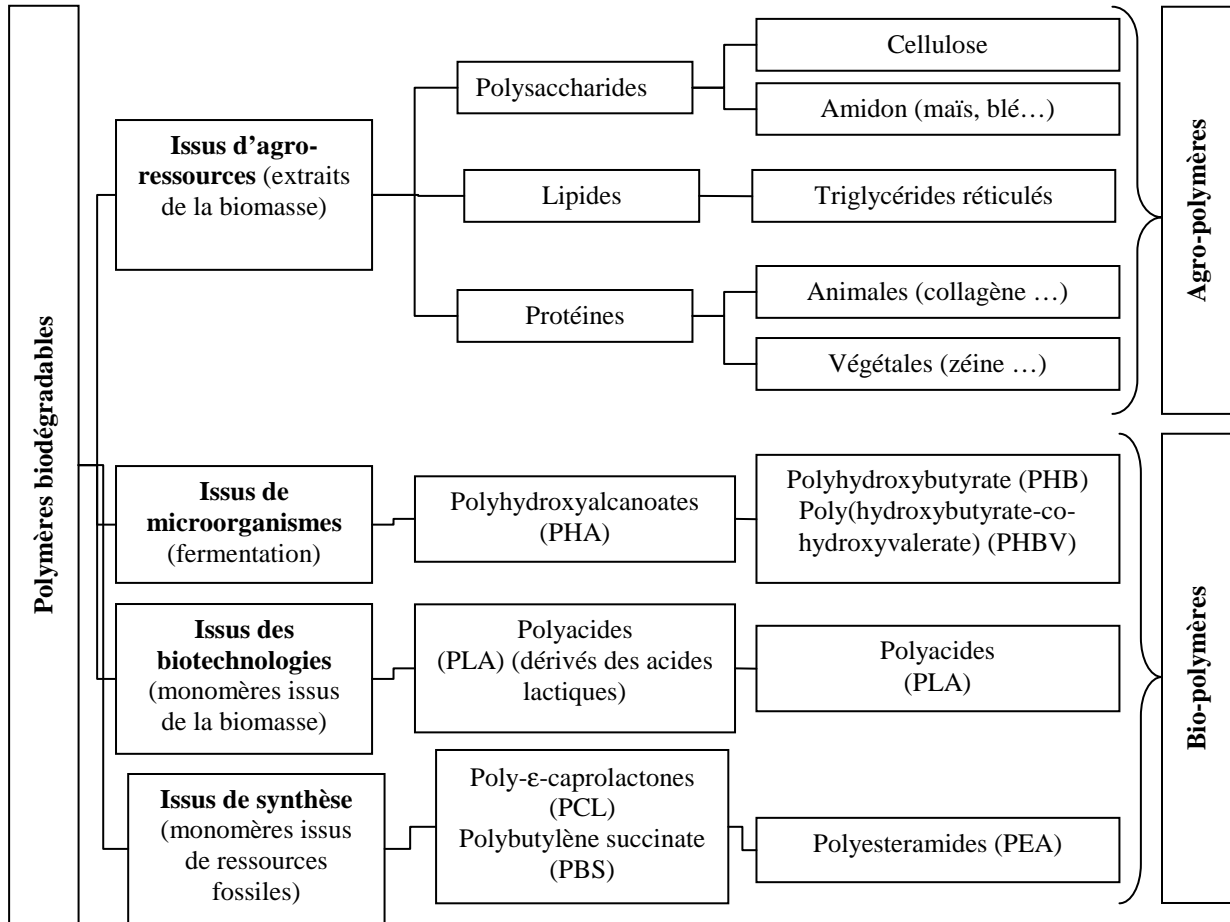 Polymères biodégradables
Issus d’agro-
ressources (extraits
de la biomasse)
Polysaccharides
Cellulose
Amidon (maïs, blé…)
Lipides
Triglycérides réticulés
Protéines
Animales (collagène …)
Végétales (zéine …)
Agro-polymères
Issus de
microorganismes
(fermentation)
Polyhydroxyalcanoates
(PHA)
Polyhydroxybutyrate (PHB)
Poly(hydroxybutyrate-co-
hydroxyvalerate) (PHBV)
Issus des
biotechnologies
(monomères issus
de la biomasse)
Polyacides
(PLA) (dérivés des acides
lactiques)
Polyacides
(PLA)
Issus de synthèse
(monomères issus
de ressources
fossiles)
Poly-ε-caprolactones
(PCL)
Polybutylène succinate
(PBS)
Polyesteramides (PEA)
Bio-polymères